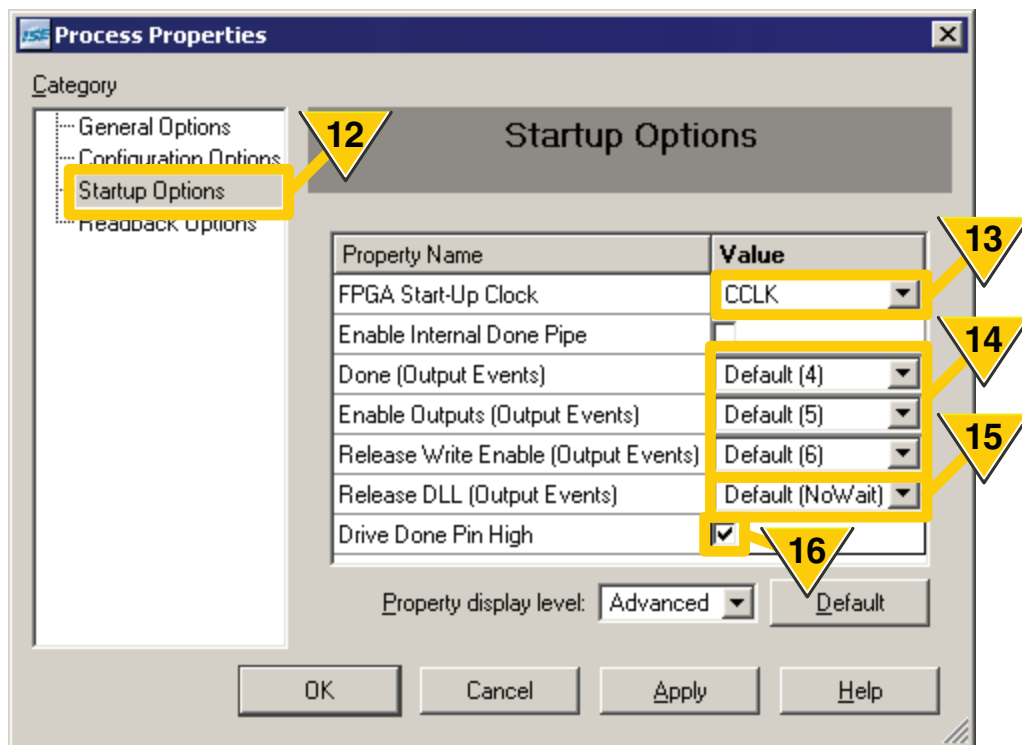 ISE Process Properties
Category
General Options
12
Startup Options
Configuration Options
Startup Options
Readback Options
Property Name Value
13
FPGA Start-Up Clock CCLK
Enable Internal Done Pipe
14
Done (Output Events) Default (4)
Enable Outputs (Output Events) Default (5)
15
Release Write Enable (Output Events) Default (6)
Release DLL (Output Events) Default (NoWait)
Drive Done Pin High
16
Property display level: Advanced Default
OK Cancel Apply Help